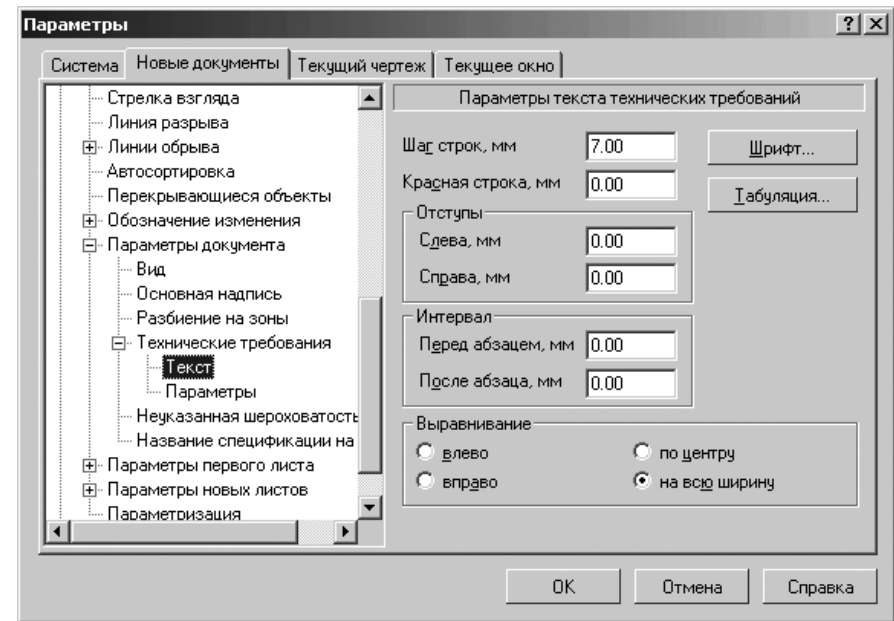 Параметры
Система Новые документы Текущий чертеж Текущее окно
Стрелка взгляда
Линия разрыва
Линии обрыва
Автосортировка
Перекрывающиеся объекты
Обозначение изменения
Параметры документа
Вид
Основная надпись
Разбиение на зоны
Технические требования
Текст
Параметры
Неуказанная шероховатость
Название спецификации на
Параметры первого листа
Параметры новых листов
Параметризация
Параметры текста технических требований
Шаг строк, мм 7.00 Шрифт...
Красная строка, мм 0.00 Табуляция...
Отступы
Слева, мм 0.00
Справа, мм 0.00
Интервал
Перед абзацем, мм 0.00
После абзаца, мм 0.00
Выравнивание
влево по центру
вправо на всю ширину
OK Отмена Справка